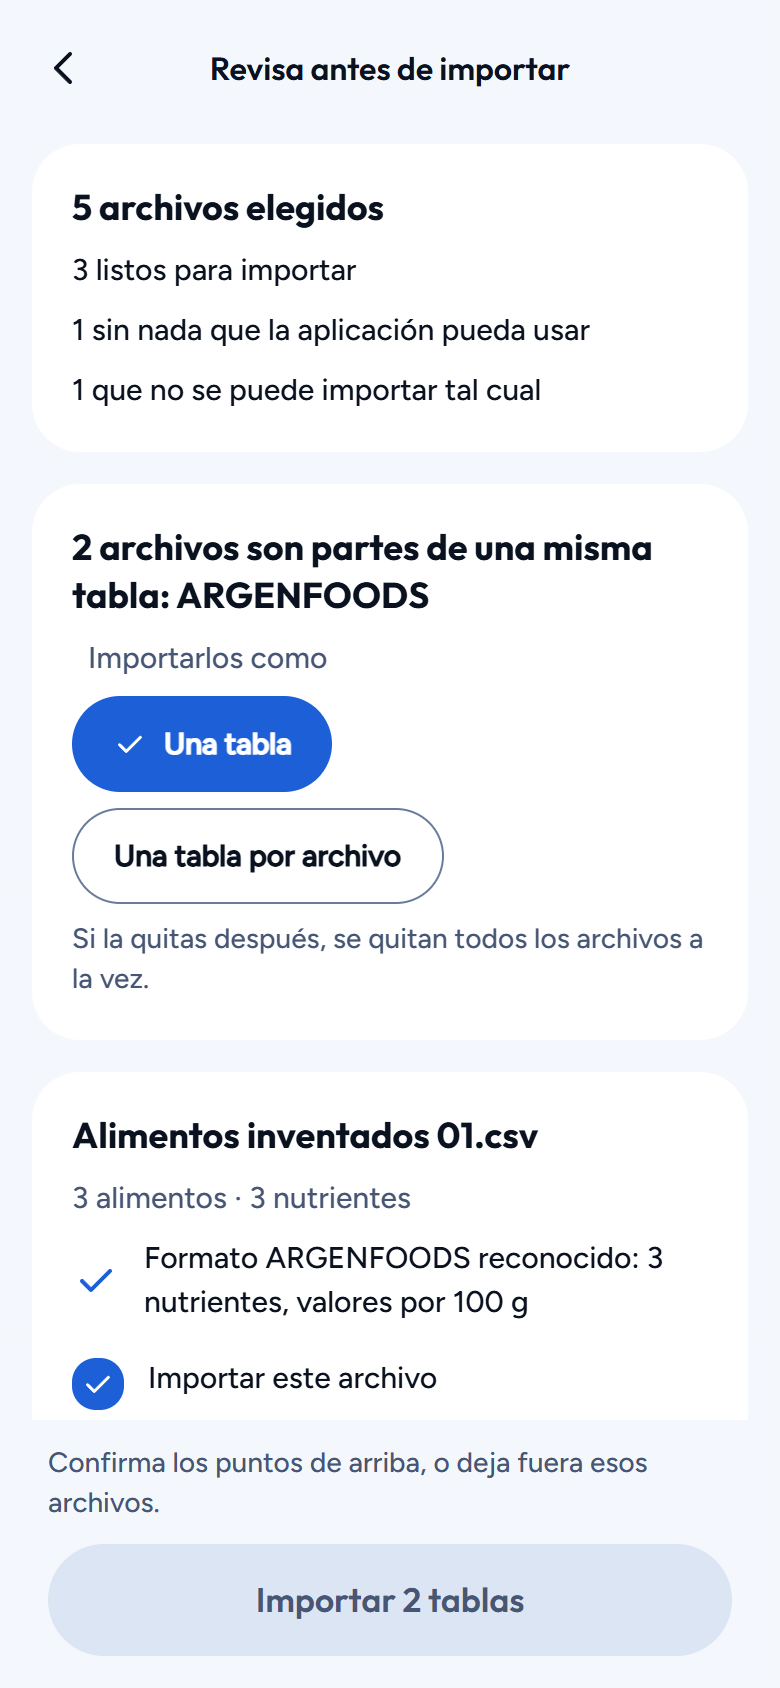 Revisa antes de importar
5 archivos elegidos
3 listos para importar
1 sin nada que la aplicación pueda usar
1 que no se puede importar tal cual
2 archivos son partes de una misma
tabla: ARGENFOODS
Importarlos como
Una tabla
Una tabla por archivo
Si la quitas después, se quitan todos los archivos a
la vez.
Alimentos inventados 01.csv
3 alimentos · 3 nutrientes
Formato ARGENFOODS reconocido: 3
nutrientes, valores por 100 g
Importar este archivo
Confirma los puntos de arriba, o deja fuera esos
archivos.
Importar 2 tablas